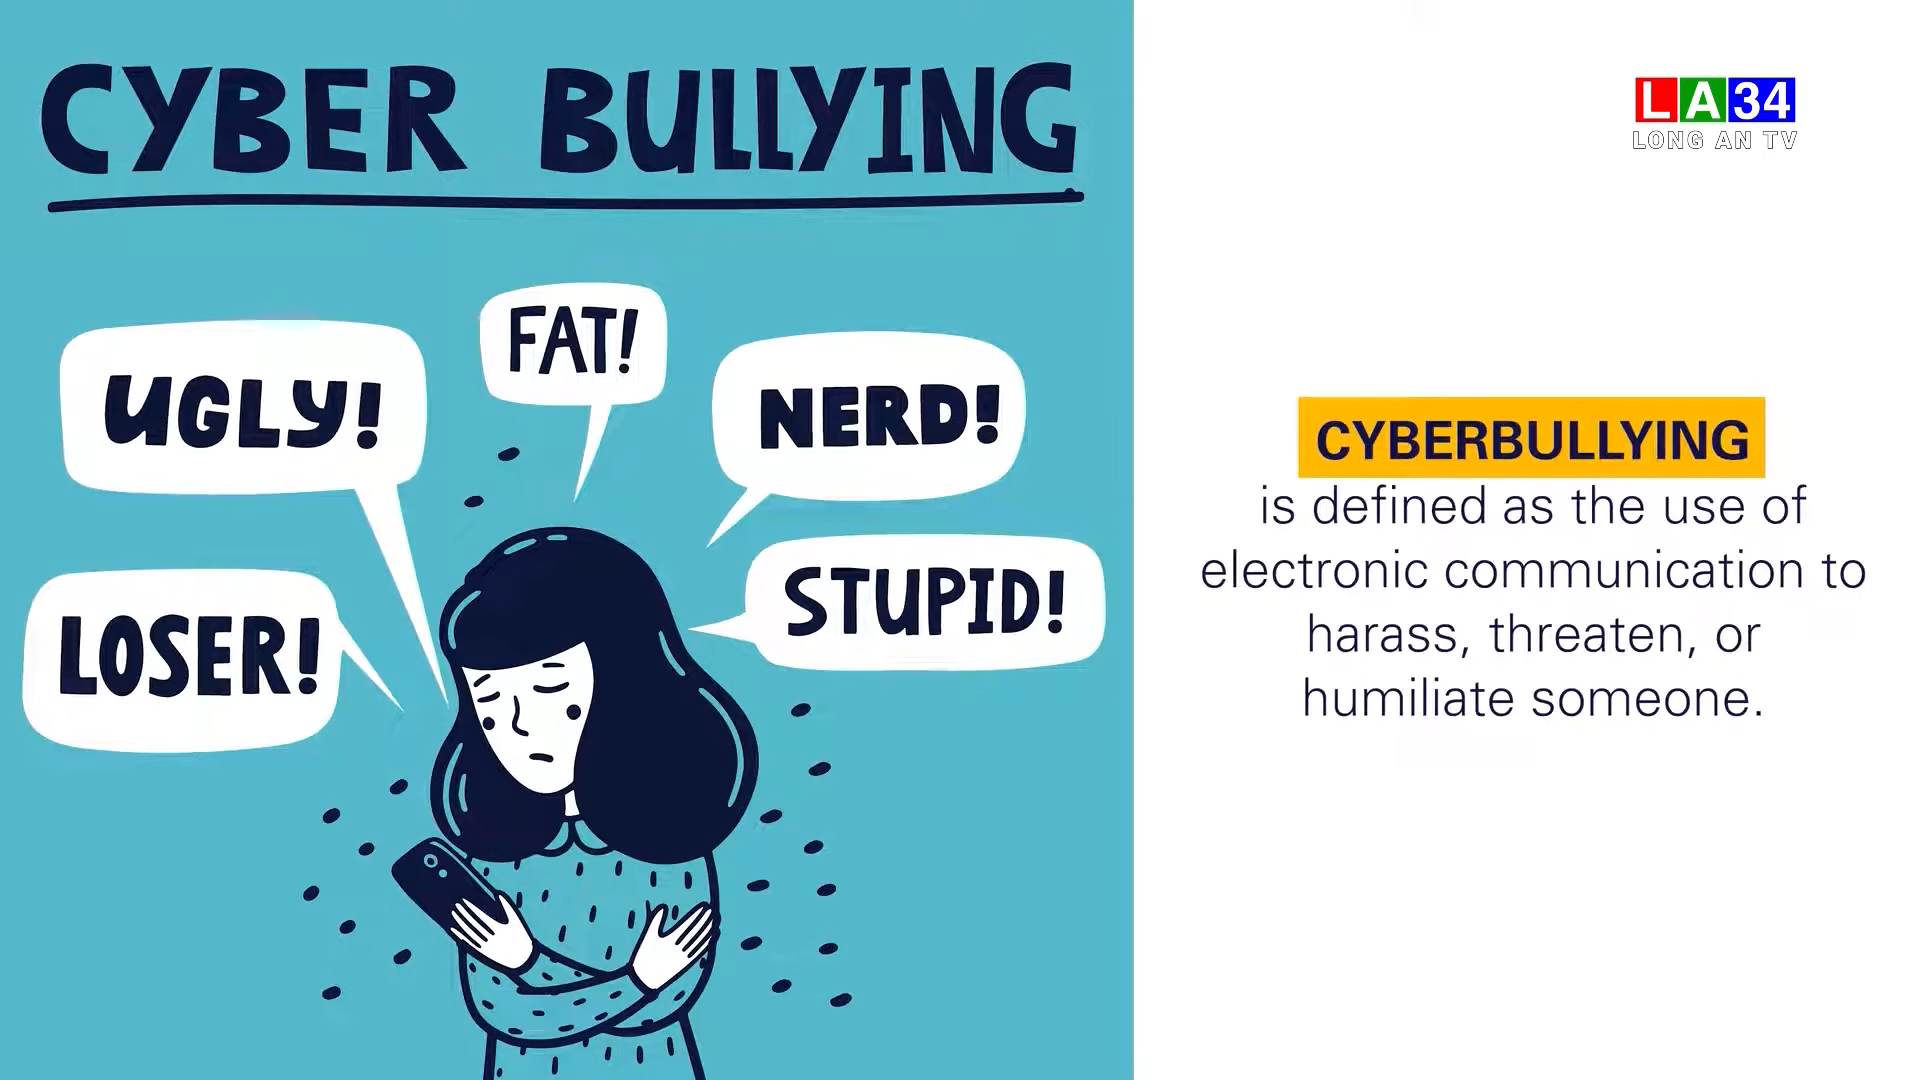 CYBER BULLYING
FAT!
UGLY!
NERD!
STUPID!
LOSER!
LA34
LONG AN TV
CYBERBULLYING
is defined as the use of
electronic communication to
harass, threaten, or
humiliate someone.